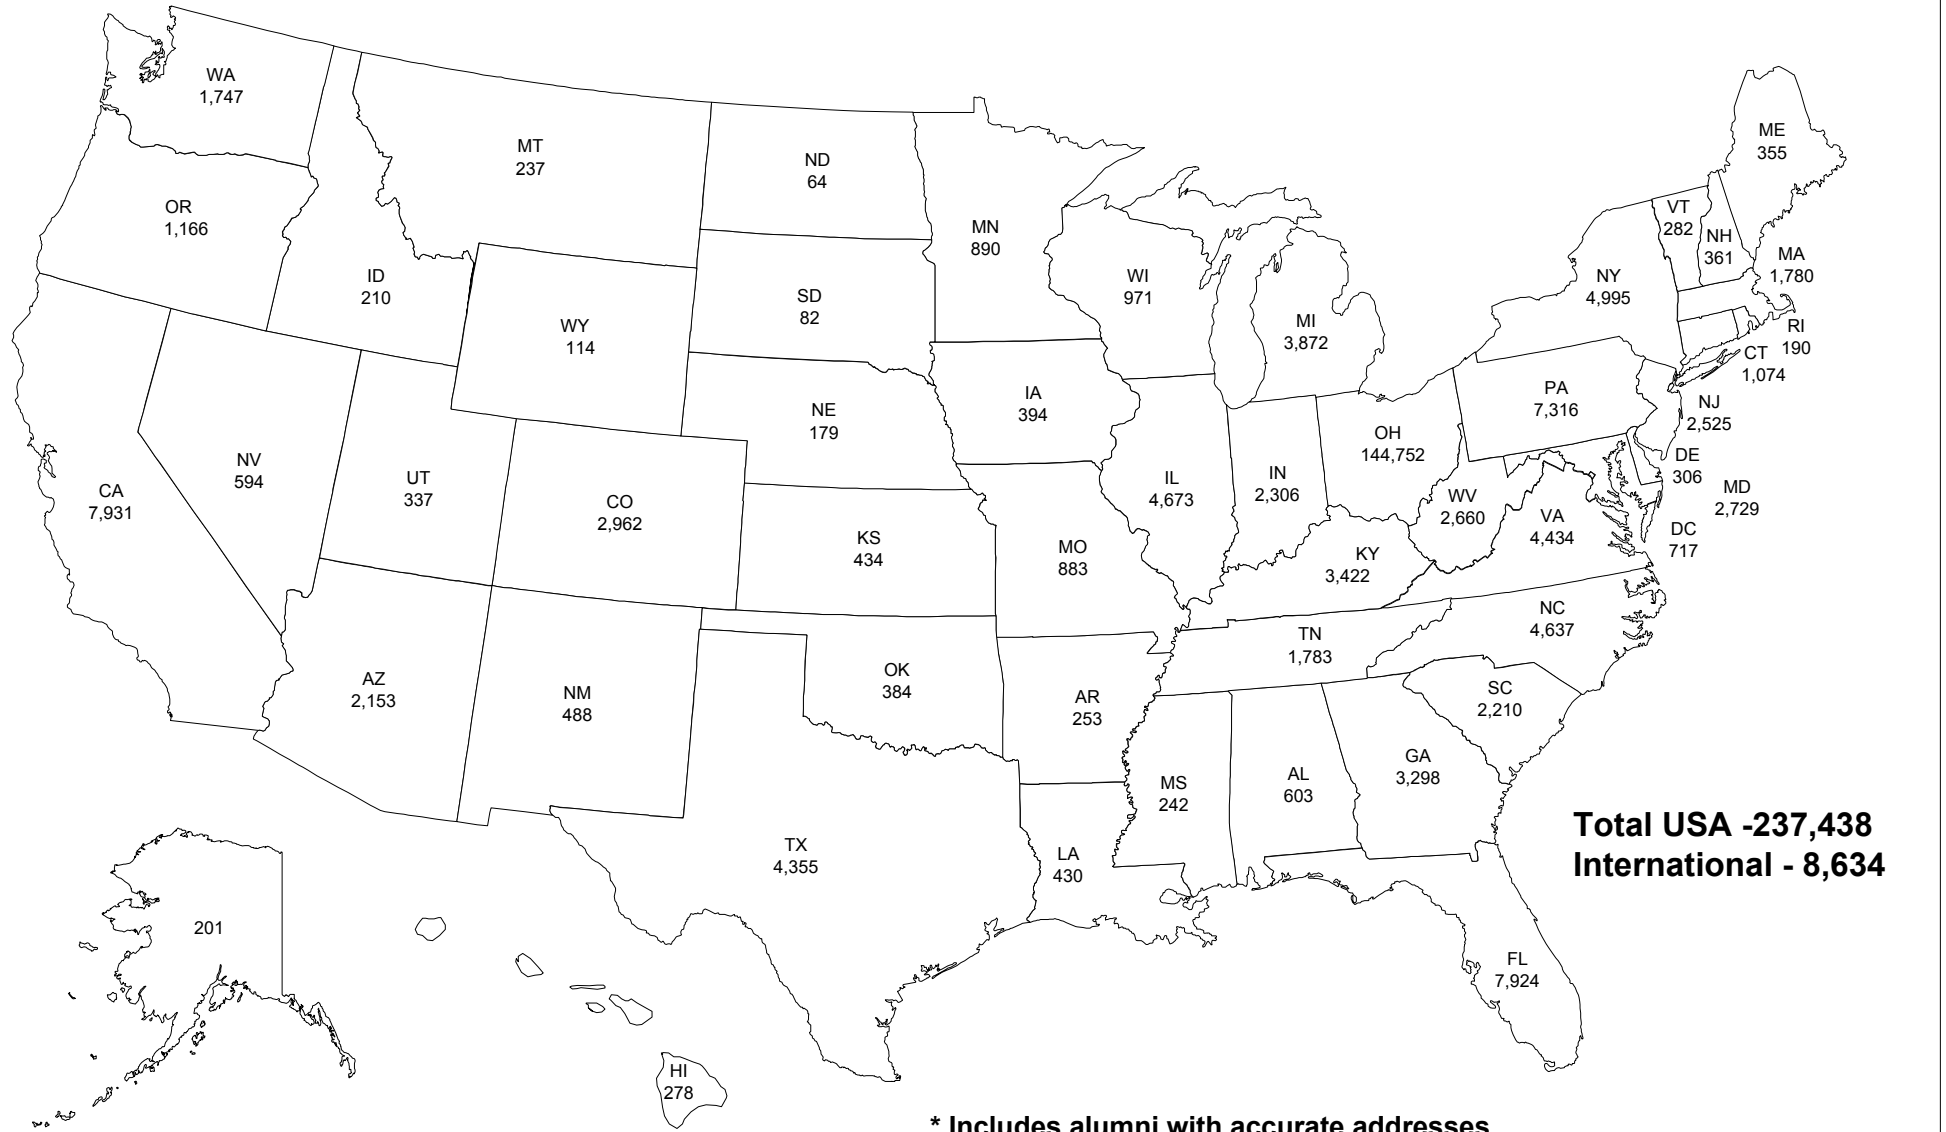 WA
1,747
MT
237
ND
64
ME
355
OR
1,166
MN
890
VT
282
NH
361
ID
210
WI
971
NY
4,995
MA
1,780
SD
82
WY
114
MI
3,872
RI
190
CT
1,074
IA
394
PA
7,316
NE
179
NJ
2,525
OH
144,752
NV
594
UT
337
CA
7,931
CO
2,962
IL
4,673
IN
2,306
WV
2,660
DE
306
MD
2,729
VA
4,434
DC
717
KS
434
MO
883
KY
3,422
NC
4,637
TN
1,783
AZ
2,153
NM
488
OK
384
AR
253
SC
2,210
MS
242
AL
603
GA
3,298
TX
4,355
LA
430
Total USA -237,438
International - 8,634
201
FL
7,924
HI
278
* Includes alumni with accurate addresses